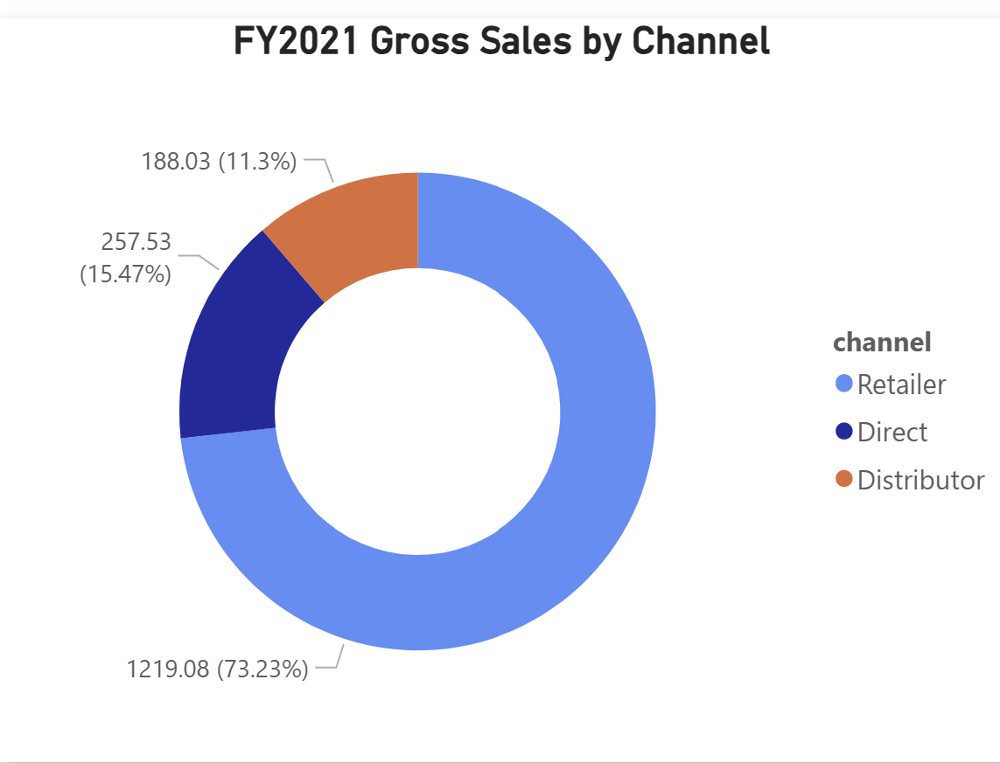 FY2021 Gross Sales by Channel
188.03 (11.3%)
257.53
(15.47%)
1219.08 (73.23%)
channel
Retailer
Direct
Distributor